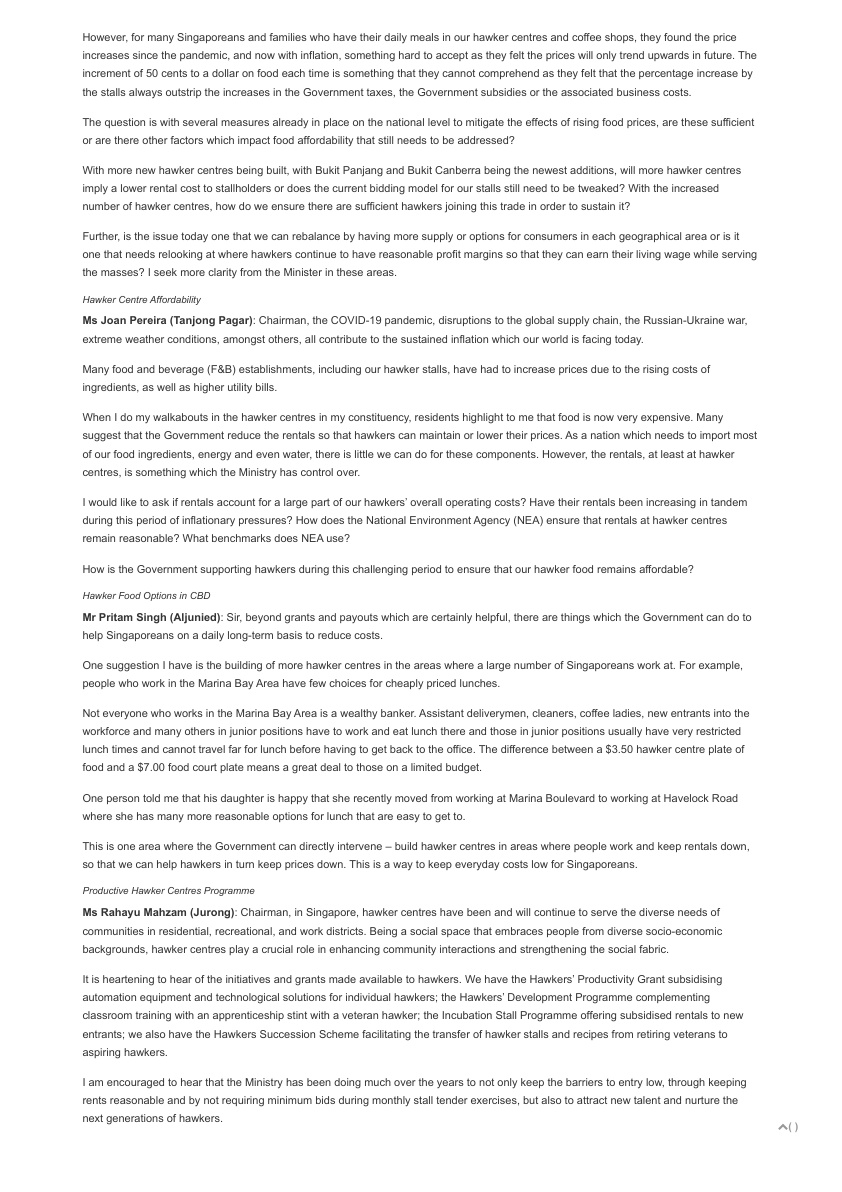 However, for many Singaporeans and families who have their daily meals in our hawker centres and coffee shops, they found the price
increases since the pandemic, and now with inflation, something hard to accept as they felt the prices will only trend upwards in future. The
increment of 50 cents to a dollar on food each time is something that they cannot comprehend as they felt that the percentage increase by
the stalls always outstrip the increases in the Government taxes, the Government subsidies or the associated business costs.
The question is with several measures already in place on the national level to mitigate the effects of rising food prices, are these sufficient
or are there other factors which impact food affordability that still needs to be addressed?
With more new hawker centres being built, with Bukit Panjang and Bukit Canberra being the newest additions, will more hawker centres
imply a lower rental cost to stallholders or does the current bidding model for our stalls still need to be tweaked? With the increased
number of hawker centres, how do we ensure there are sufficient hawkers joining this trade in order to sustain it?
Further, is the issue today one that we can rebalance by having more supply or options for consumers in each geographical area or is it
one that needs relooking at where hawkers continue to have reasonable profit margins so that they can earn their living wage while serving
the masses? I seek more clarity from the Minister in these areas.
Hawker Centre Affordability
Ms Joan Pereira (Tanjong Pagar): Chairman, the COVID-19 pandemic, disruptions to the global supply chain, the Russian-Ukraine war,
extreme weather conditions, amongst others, all contribute to the sustained inflation which our world is facing today.
Many food and beverage (F&B) establishments, including our hawker stalls, have had to increase prices due to the rising costs of
ingredients, as well as higher utility bills.
When I do my walkabouts in the hawker centres in my constituency, residents highlight to me that food is now very expensive. Many
suggest that the Government reduce the rentals so that hawkers can maintain or lower their prices. As a nation which needs to import most
of our food ingredients, energy and even water, there is little we can do for these components. However, the rentals, at least at hawker
centres, is something which the Ministry has control over.
I would like to ask if rentals account for a large part of our hawkers' overall operating costs? Have their rentals been increasing in tandem
during this period of inflationary pressures? How does the National Environment Agency (NEA) ensure that rentals at hawker centres
remain reasonable? What benchmarks does NEA use?
How is the Government supporting hawkers during this challenging period to ensure that our hawker food remains affordable?
Hawker Food Options in CBD
Mr Pritam Singh (Aljunied): Sir, beyond grants and payouts which are certainly helpful, there are things which the Government can do to
help Singaporeans on a daily long-term basis to reduce costs.
One suggestion I have is the building of more hawker centres in the areas where a large number of Singaporeans work at. For example,
people who work in the Marina Bay Area have few choices for cheaply priced lunches.
Not everyone who works in the Marina Bay Area is a wealthy banker. Assistant deliverymen, cleaners, coffee ladies, new entrants into the
workforce and many others in junior positions have to work and eat lunch there and those in junior positions usually have very restricted
lunch times and cannot travel far for lunch before having to get back to the office. The difference between a $3.50 hawker centre plate of
food and a $7.00 food court plate means a great deal to those on a limited budget.
One person told me that his daughter is happy that she recently moved from working at Marina Boulevard to working at Havelock Road
where she has many more reasonable options for lunch that are easy to get to.
This is one area where the Government can directly intervene – build hawker centres in areas where people work and keep rentals down,
so that we can help hawkers in turn keep prices down. This is a way to keep everyday costs low for Singaporeans.
Productive Hawker Centres Programme
Ms Rahayu Mahzam (Jurong): Chairman, in Singapore, hawker centres have been and will continue to serve the diverse needs of
communities in residential, recreational, and work districts. Being a social space that embraces people from diverse socio-economic
backgrounds, hawker centres play a crucial role in enhancing community interactions and strengthening the social fabric.
It is heartening to hear of the initiatives and grants made available to hawkers. We have the Hawkers' Productivity Grant subsidising
automation equipment and technological solutions for individual hawkers; the Hawkers' Development Programme complementing
classroom training with an apprenticeship stint with a veteran hawker; the Incubation Stall Programme offering subsidised rentals to new
entrants; we also have the Hawkers Succession Scheme facilitating the transfer of hawker stalls and recipes from retiring veterans to
aspiring hawkers.
I am encouraged to hear that the Ministry has been doing much over the years to not only keep the barriers to entry low, through keeping
rents reasonable and by not requiring minimum bids during monthly stall tender exercises, but also to attract new talent and nurture the
next generations of hawkers.
( )